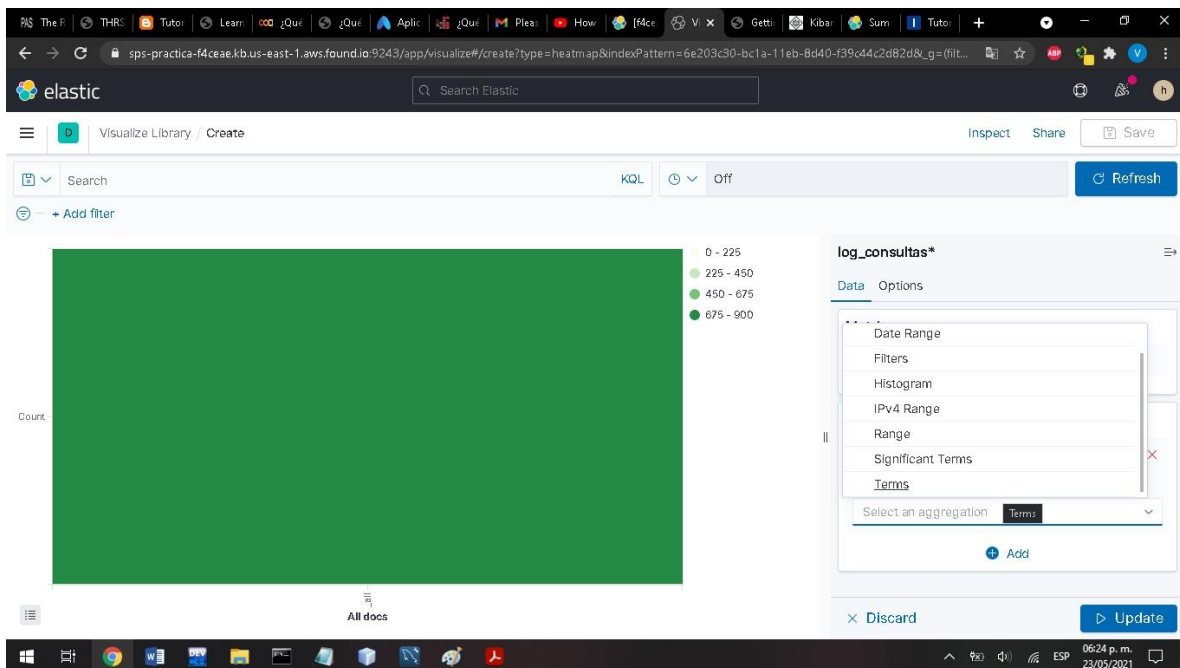 PAS The R
THRS
Tutor
Learn
¿Qué
¿Qué
Aplic
¿Qué
Pleas
How
[f4ce
Vi
Getti
Kibar
Sum
Tutor
sps-practica-f4ceae.kb.us-east-1.aws.found.io:9243/app/visualize#/create?type=heatmap&indexPattern=6e203c30-bc1a-11eb-8d40-f39c44c2d82d&_g=(filt...
ABP
V
elastic
Search Elastic
h
D
Visualize Library / Create
Inspect
Share
Save
Search
KQL
Off
Refresh
+ Add filter
0 - 225
225 - 450
450 - 675
675 - 900
Count
All docs
log_consultas*
Data
Options
Date Range
Filters
Histogram
IPv4 Range
Range
Significant Terms
Terms
Select an aggregation
Terms
Add
× Discard
Update
ESP
06:24 p. m.
23/05/2021